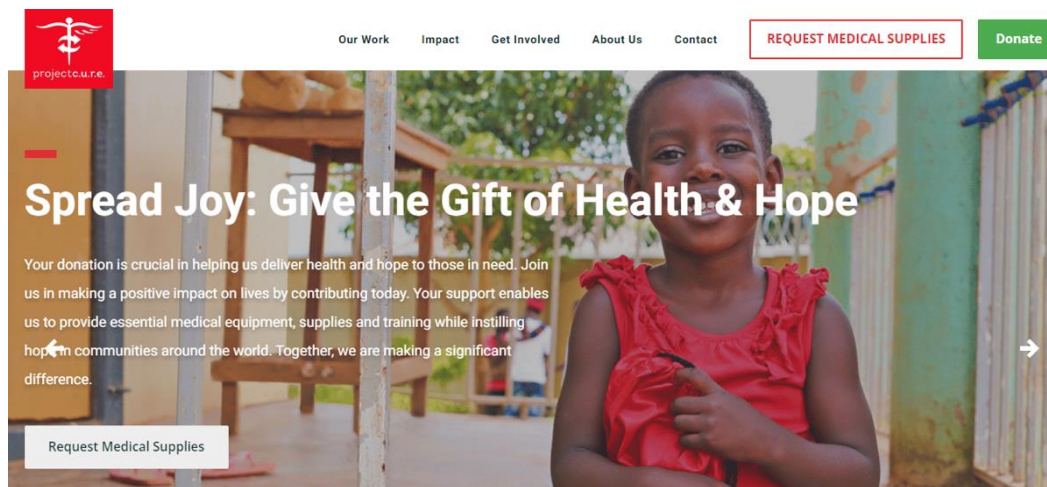 projectc.u.r.e.
Our Work
Impact
Get Involved
About Us
Contact
REQUEST MEDICAL SUPPLIES
Donate
Spread Joy: Give the Gift of Health & Hope
Your donation is crucial in helping us deliver health and hope to those in need. Join
us in making a positive impact on lives by contributing today. Your support enables
us to provide essential medical equipment, supplies and training while instilling
hope in communities around the world. Together, we are making a significant
difference.
Request Medical Supplies